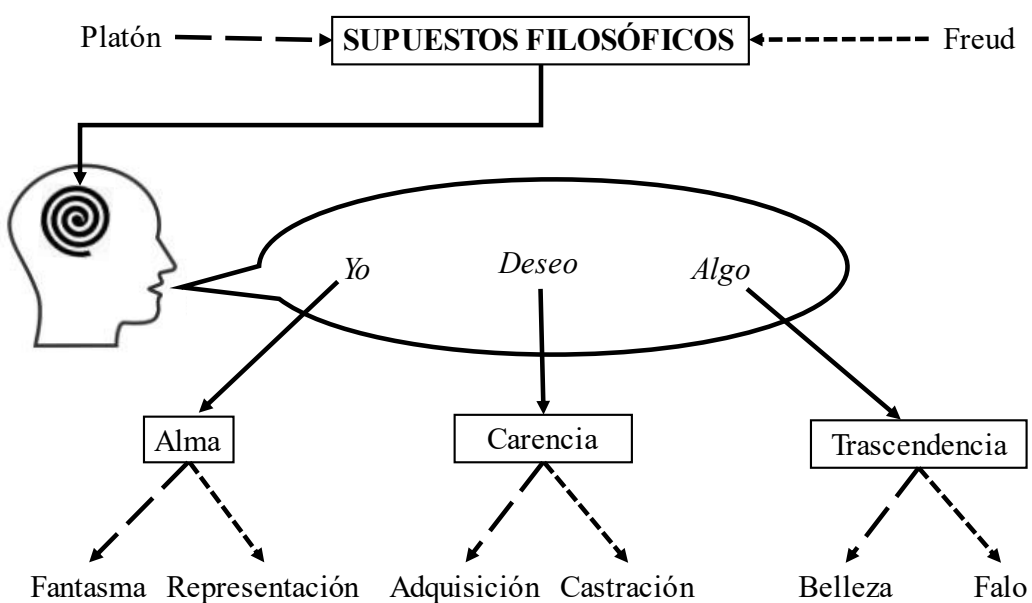 Platón SUPUESTOS FILOSÓFICOS Freud
Yo Deseo Algo
Alma Carencia Trascendencia
Fantasma Representación Adquisición Castración Belleza Falo